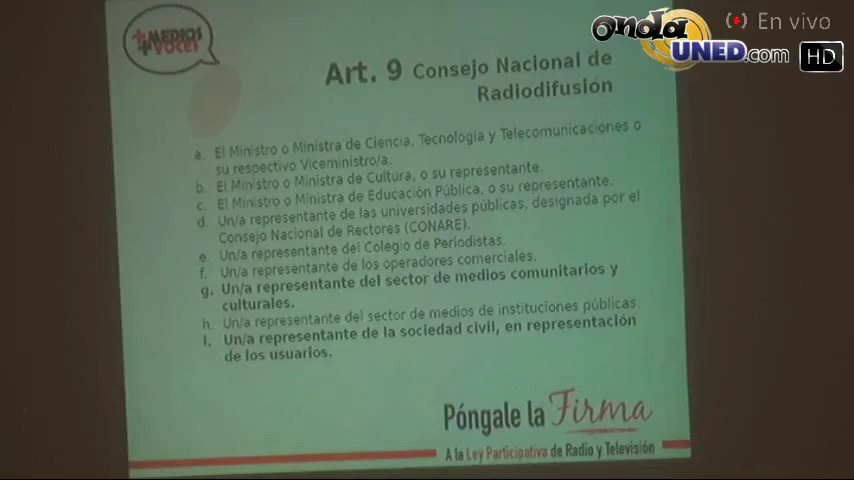 +MEDIOS
+VOCES
onda
UNED.com
En vivo
HD
Art. 9 Consejo Nacional de
Radiodifusión
a. El Ministro o Ministra de Ciencia, Tecnología y Telecomunicaciones o
su respectivo Viceministro/a.
b. El Ministro o Ministra de Cultura, o su representante.
c. El Ministro o Ministra de Educación Pública, o su representante.
d. Un/a representante de las universidades públicas, designada por el
Consejo Nacional de Rectores (CONARE).
e. Un/a representante del Colegio de Periodistas.
f. Un/a representante de los operadores comerciales.
g. Un/a representante del sector de medios comunitarios y
culturales.
h. Un/a representante del sector de medios de instituciones públicas.
i. Un/a representante de la sociedad civil, en representación
de los usuarios.
Póngale la Firma
A la Ley Participativa de Radio y Televisión